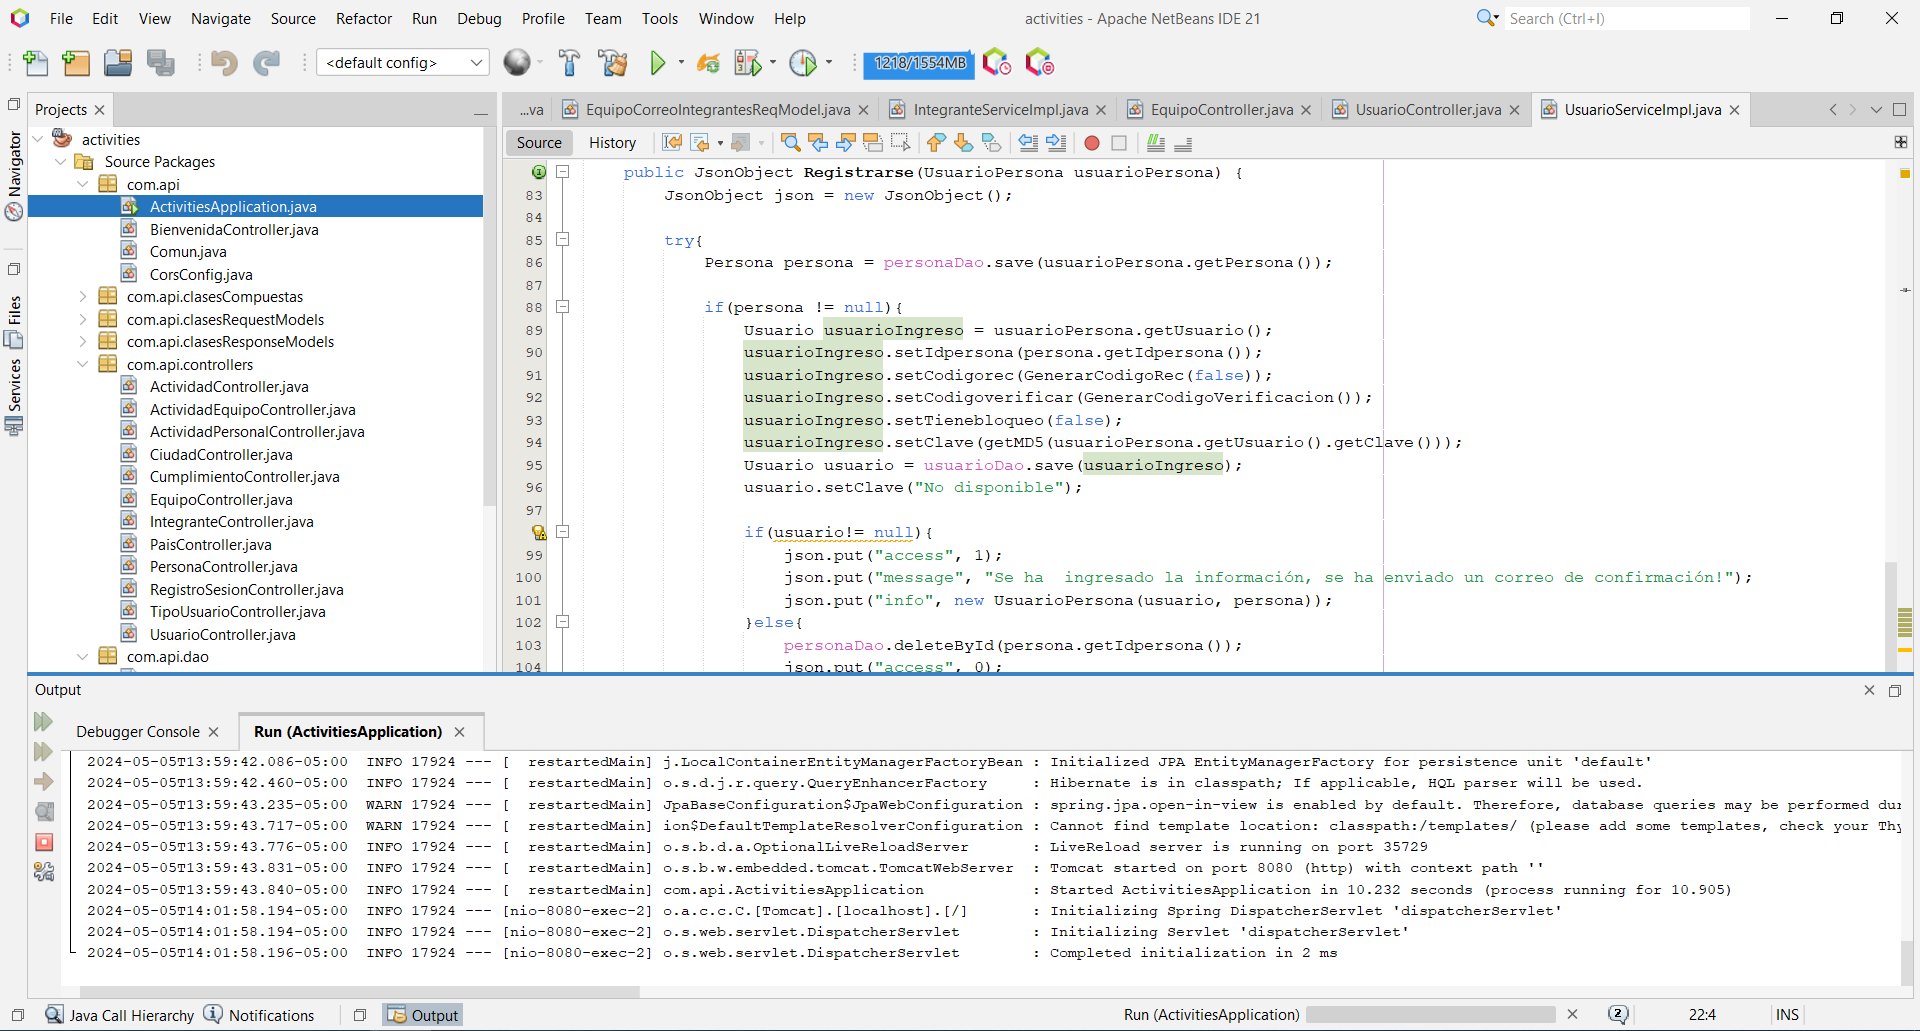 File Edit View Navigate Source Refactor Run Debug Profile Team Tools Window Help
activities - Apache NetBeans IDE 21
Search (Ctrl+I)
<default config>
1218/1554MB
Projects
...va
EquipoCorreoIntegrantesReqModel.java
IntegranteServiceImpl.java
EquipoController.java
UsuarioController.java
UsuarioServiceImpl.java
Navigator
Files
Services
activities
Source Packages
com.api
ActivitiesApplication.java
BienvenidaController.java
Comun.java
CorsConfig.java
com.api.clasesCompuestas
com.api.clasesRequestModels
com.api.clasesResponseModels
com.api.controllers
ActividadController.java
ActividadEquipoController.java
ActividadPersonalController.java
CiudadController.java
CumplimientoController.java
EquipoController.java
IntegranteController.java
PaisController.java
PersonaController.java
RegistroSesionController.java
TipoUsuarioController.java
UsuarioController.java
com.api.dao
Source History
public JsonObject Registrarse(UsuarioPersona usuarioPersona) {
83 JsonObject json = new JsonObject();
84
85 try{
86 Persona persona = personaDao.save(usuarioPersona.getPersona());
87
88 if(persona != null){
89 Usuario usuarioIngreso = usuarioPersona.getUsuario();
90 usuarioIngreso.setIdpersona(persona.getIdpersona());
91 usuarioIngreso.setCodigorec(GenerarCodigoRec(false));
92 usuarioIngreso.setCodigoverificar(GenerarCodigoVerificacion());
93 usuarioIngreso.setTienebloqueo(false);
94 usuarioIngreso.setClave(getMD5(usuarioPersona.getUsuario().getClave()));
95 Usuario usuario = usuarioDao.save(usuarioIngreso);
96 usuario.setClave("No disponible");
97
if(usuario!= null){
99 json.put("access", 1);
100 json.put("message", "Se ha  ingresado la información, se ha enviado un correo de confirmación!");
101 json.put("info", new UsuarioPersona(usuario, persona));
102 }else{
103 personaDao.deleteById(persona.getIdpersona());
104 json.put("access", 0);
Output
Debugger Console
Run (ActivitiesApplication)
2024-05-05T13:59:42.086-05:00  INFO 17924 --- [  restartedMain] j.LocalContainerEntityManagerFactoryBean : Initialized JPA EntityManagerFactory for persistence unit 'default'
2024-05-05T13:59:42.460-05:00  INFO 17924 --- [  restartedMain] o.s.d.j.r.query.QueryEnhancerFactory : Hibernate is in classpath; If applicable, HQL parser will be used.
2024-05-05T13:59:43.235-05:00  WARN 17924 --- [  restartedMain] JpaBaseConfiguration$JpaWebConfiguration : spring.jpa.open-in-view is enabled by default. Therefore, database queries may be performed dur
2024-05-05T13:59:43.717-05:00  WARN 17924 --- [  restartedMain] ion$DefaultTemplateResolverConfiguration : Cannot find template location: classpath:/templates/ (please add some templates, check your Thy
2024-05-05T13:59:43.776-05:00  INFO 17924 --- [  restartedMain] o.s.b.d.a.OptionalLiveReloadServer : LiveReload server is running on port 35729
2024-05-05T13:59:43.831-05:00  INFO 17924 --- [  restartedMain] o.s.b.w.embedded.tomcat.TomcatWebServer : Tomcat started on port 8080 (http) with context path ''
2024-05-05T13:59:43.840-05:00  INFO 17924 --- [  restartedMain] com.api.ActivitiesApplication : Started ActivitiesApplication in 10.232 seconds (process running for 10.905)
2024-05-05T14:01:58.194-05:00  INFO 17924 --- [nio-8080-exec-2] o.a.c.c.C.[Tomcat].[localhost].[/] : Initializing Spring DispatcherServlet 'dispatcherServlet'
2024-05-05T14:01:58.194-05:00  INFO 17924 --- [nio-8080-exec-2] o.s.web.servlet.DispatcherServlet : Initializing Servlet 'dispatcherServlet'
2024-05-05T14:01:58.196-05:00  INFO 17924 --- [nio-8080-exec-2] o.s.web.servlet.DispatcherServlet : Completed initialization in 2 ms
Java Call Hierarchy
Notifications
Output
Run (ActivitiesApplication)
2
22:4
INS